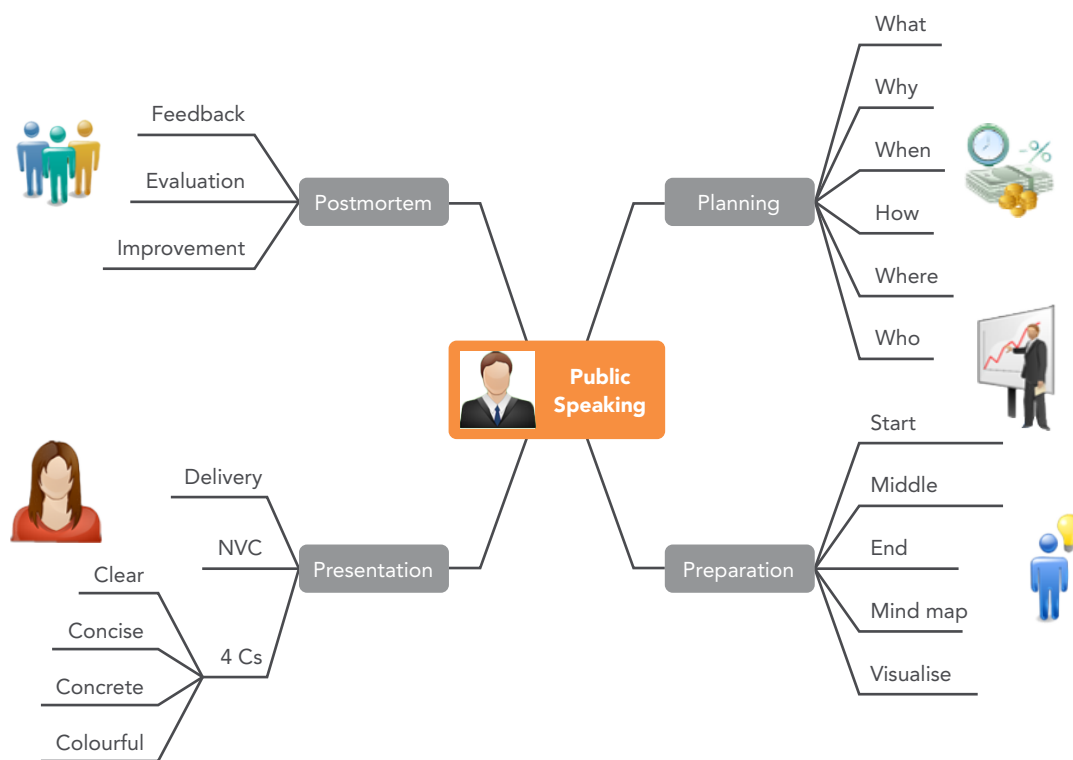 Public
Speaking
Planning
What
Why
When
How
Where
Who
Preparation
Start
Middle
End
Mind map
Visualise
Presentation
Delivery
NVC
4 Cs
Clear
Concise
Concrete
Colourful
Postmortem
Feedback
Evaluation
Improvement
-%